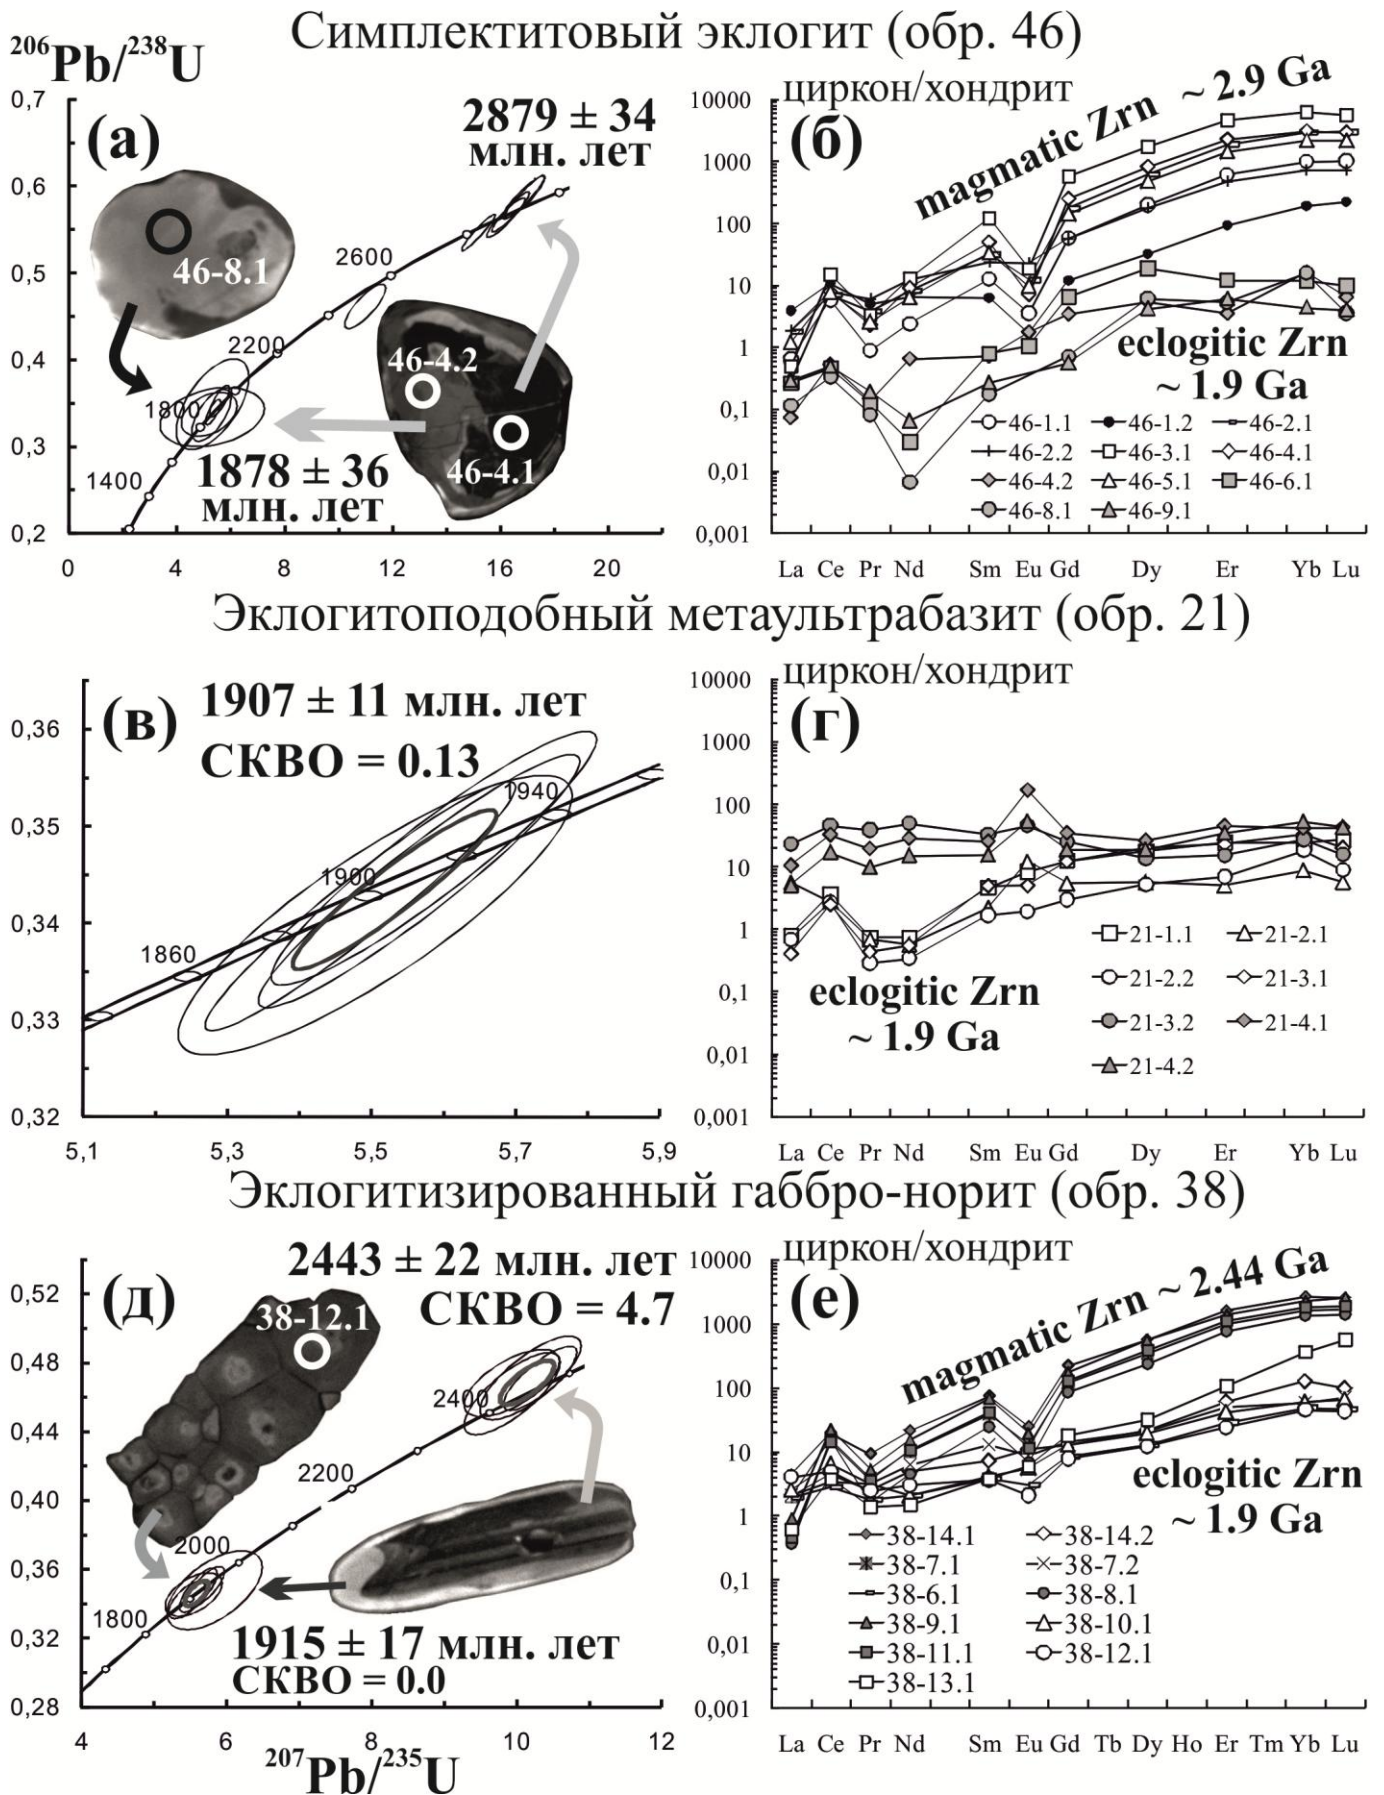 Симплектитовый эклогит (обр. 46)
206Pb/238U
(а)
2879 ± 34
млн. лет
0,7
0,6
0,5
0,4
0,3
0,2
46-8.1
2600
2200
1800
1400
46-4.2
46-4.1
1878 ± 36
млн. лет
0 4 8 12 16 20
циркон/хондрит
(б)
magmatic Zrn ~ 2.9 Ga
10000
1000
100
10
1
0,1
0,01
0,001
eclogitic Zrn
~ 1.9 Ga
46-1.1 46-1.2 46-2.1
46-2.2 46-3.1 46-4.1
46-4.2 46-5.1 46-6.1
46-8.1 46-9.1
La Ce Pr Nd Sm Eu Gd Dy Er Yb Lu
Эклогитоподобный метаультрабазит (обр. 21)
(в)
1907 ± 11 млн. лет
СКВО = 0.13
0,36
0,35
0,34
0,33
0,32
1940
1900
1860
5,1 5,3 5,5 5,7 5,9
циркон/хондрит
(г)
10000
1000
100
10
1
0,1
0,01
0,001
eclogitic Zrn
~ 1.9 Ga
21-1.1 21-2.1
21-2.2 21-3.1
21-3.2 21-4.1
21-4.2
La Ce Pr Nd Sm Eu Gd Dy Er Yb Lu
Эклогитизированный габбро-норит (обр. 38)
(д)
2443 ± 22 млн. лет
СКВО = 4.7
0,52
0,48
0,44
0,40
0,36
0,32
0,28
38-12.1
2400
2200
2000
1800
1915 ± 17 млн. лет
СКВО = 0.0
4 6 8 10 12
207Pb/235U
циркон/хондрит
(е)
magmatic Zrn ~ 2.44 Ga
10000
1000
100
10
1
0,1
0,01
0,001
eclogitic Zrn
~ 1.9 Ga
38-14.1 38-14.2
38-7.1 38-7.2
38-6.1 38-8.1
38-9.1 38-10.1
38-11.1 38-12.1
38-13.1
La Ce Pr Nd Sm Eu Gd Tb Dy Ho Er Tm Yb Lu